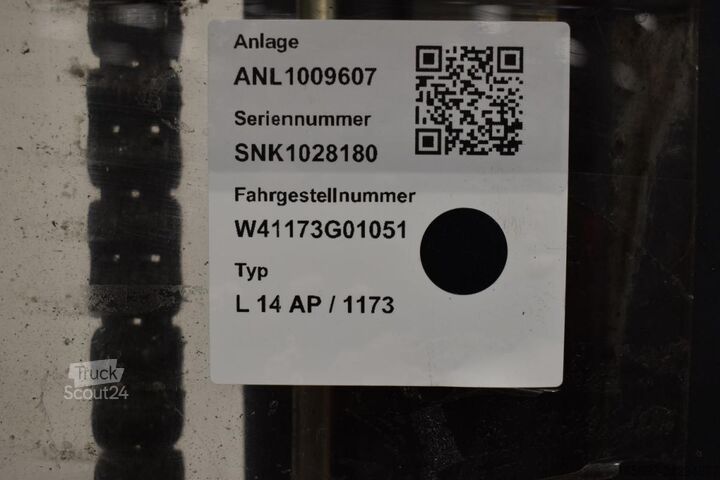 Anlage
ANL1009607
Seriennummer
SNK1028180
Fahrgestellnummer
W41173G01051
Typ
L 14 AP / 1173
Truck
Scout24